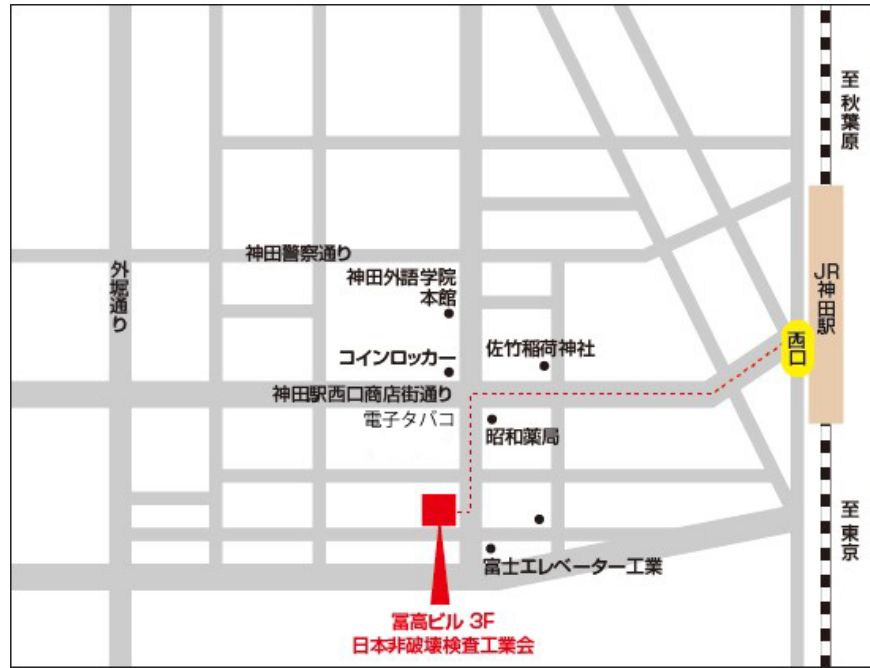 至 秋葉原
神田警察通り
外堀通り
神田外語学院
本館
JR神田駅
西口
コインロッカー
佐竹稲荷神社
神田駅西口商店街通り
電子タバコ
昭和薬局
至 東京
富士エレベーター工業
冨高ビル 3F
日本非破壊検査工業会